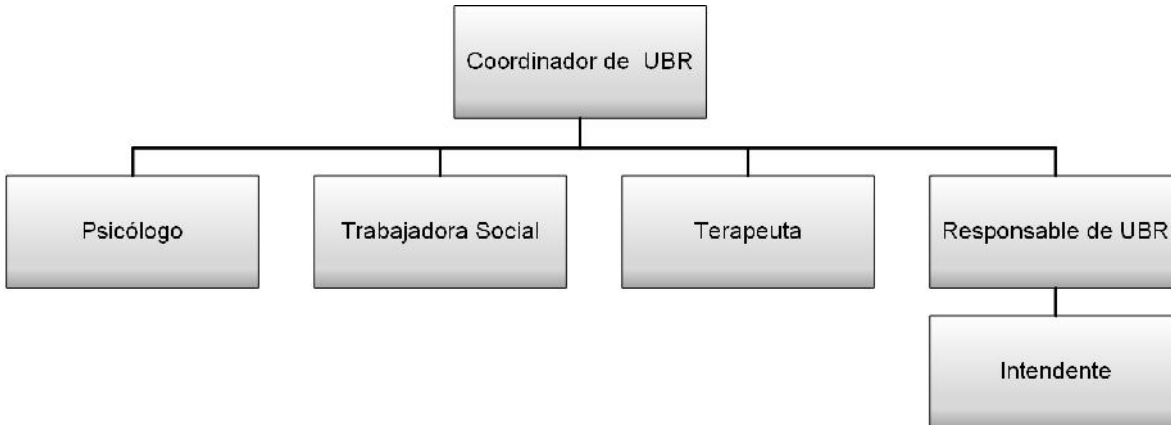 Coordinador de UBR
Psicólogo
Trabajadora Social
Terapeuta
Responsable de UBR
Intendente